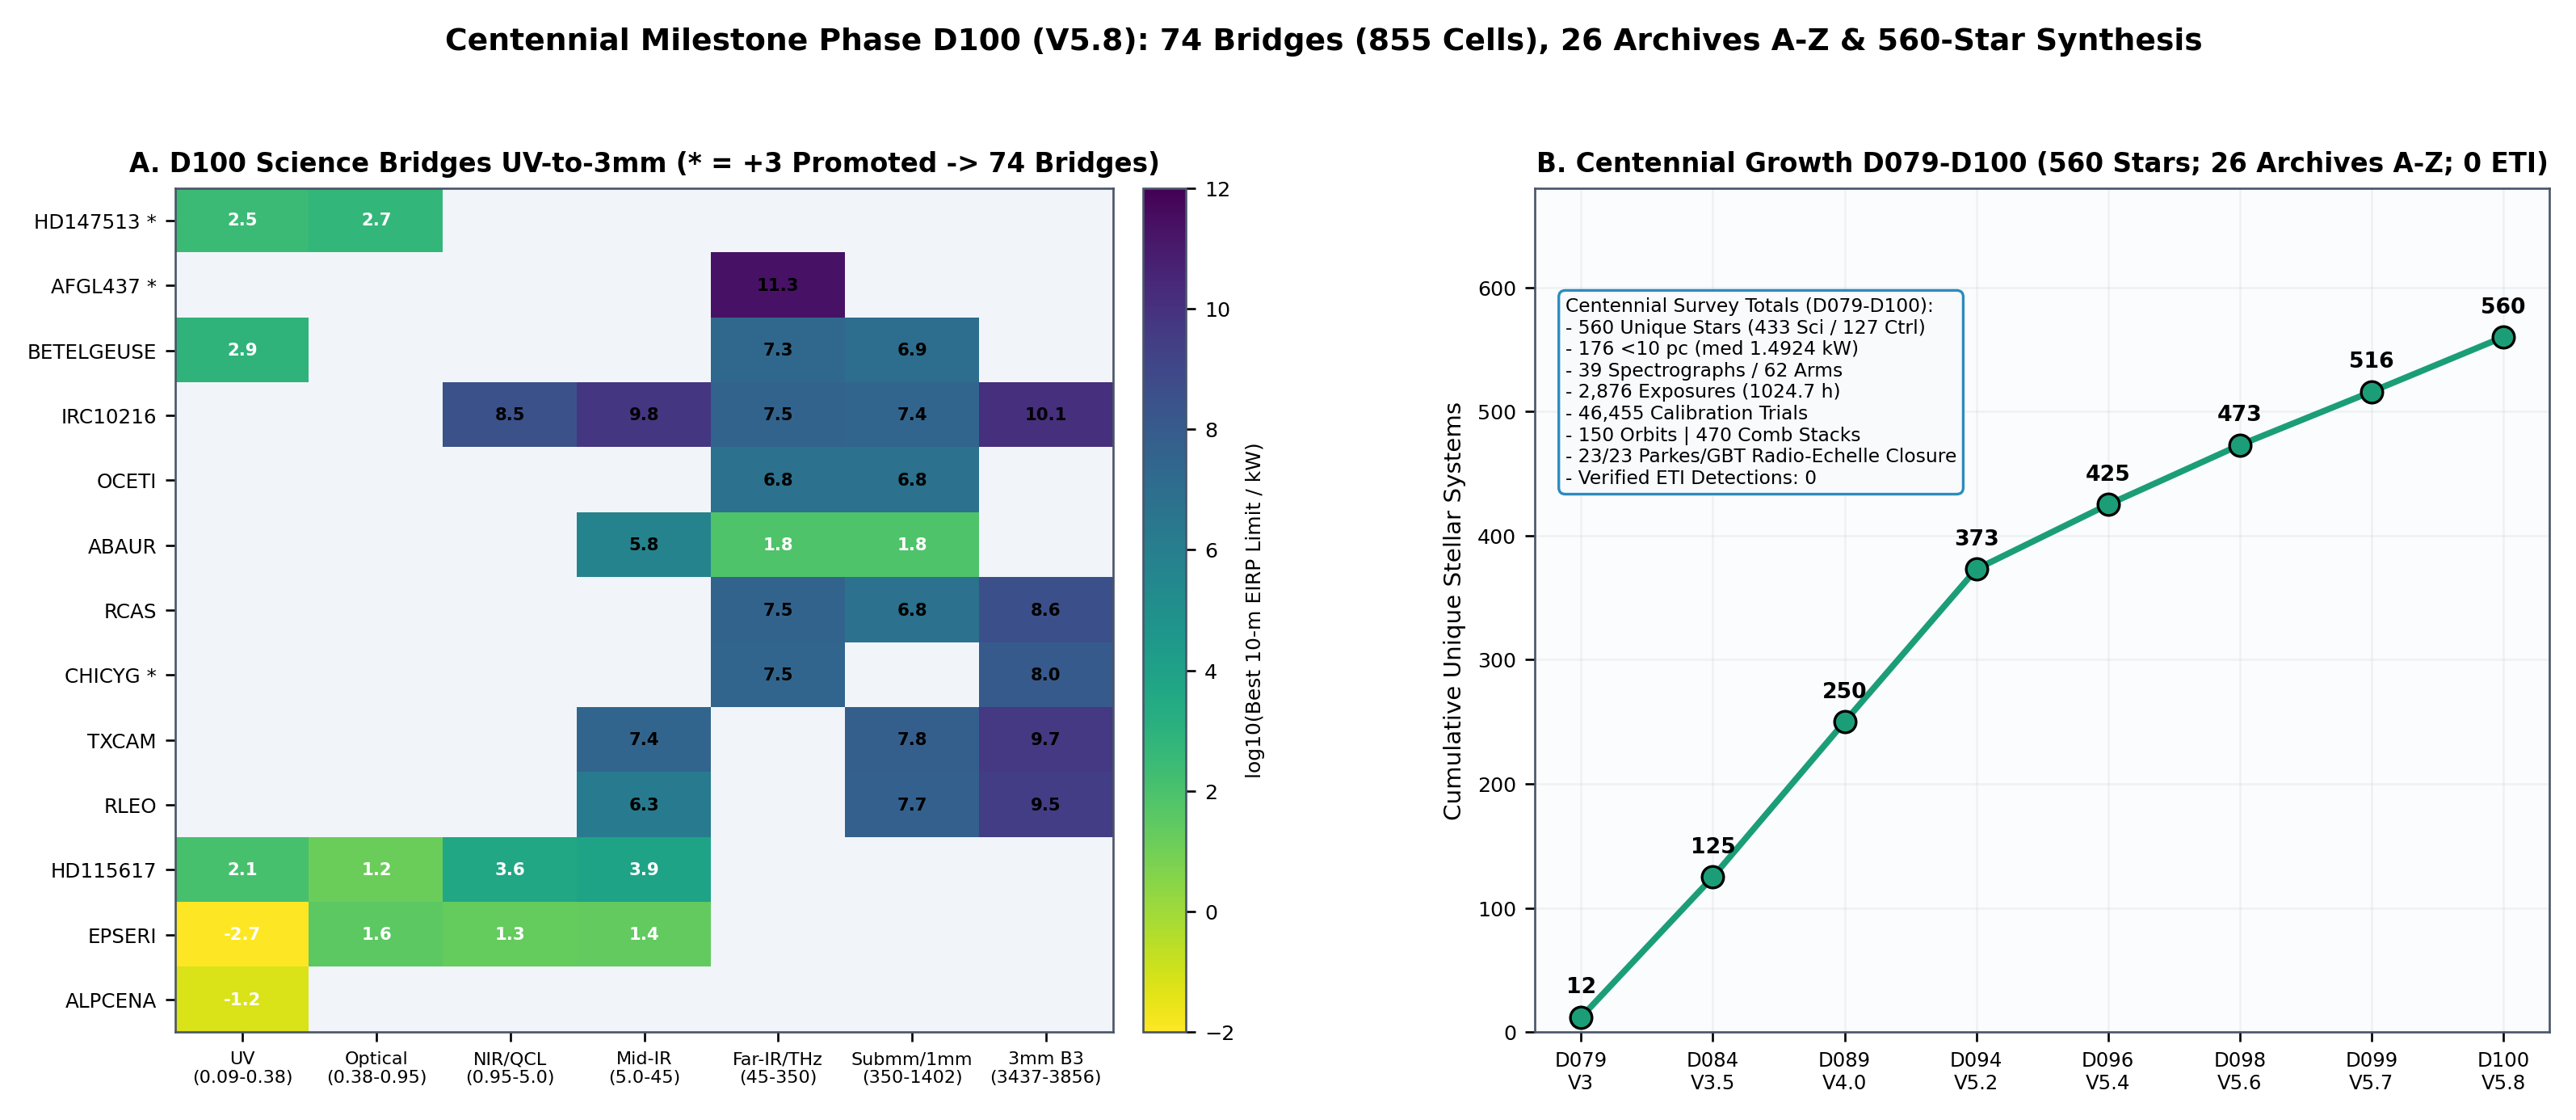 Centennial Milestone Phase D100 (V5.8): 74 Bridges (855 Cells), 26 Archives A-Z & 560-Star Synthesis
A. D100 Science Bridges UV-to-3mm (* = +3 Promoted -> 74 Bridges)
HD147513 * 2.5 2.7
AFGL437 * 11.3
BETELGEUSE 2.9 7.3 6.9
IRC10216 8.5 9.8 7.5 7.4 10.1
OCETI 6.8 6.8
ABAUR 5.8 1.8 1.8
RCAS 7.5 6.8 8.6
CHICYG * 7.5 8.0
TXCAM 7.4 7.8 9.7
RLEO 6.3 7.7 9.5
HD115617 2.1 1.2 3.6 3.9
EPSERI -2.7 1.6 1.3 1.4
ALPCENA -1.2
UV Optical NIR/QCL Mid-IR Far-IR/THz Submm/1mm 3mm B3
(0.09-0.38) (0.38-0.95) (0.95-5.0) (5.0-45) (45-350) (350-1402) (3437-3856)
12
10
8
6
4
2
0
−2
log10(Best 10-m EIRP Limit / kW)
B. Centennial Growth D079-D100 (560 Stars; 26 Archives A-Z; 0 ETI)
Cumulative Unique Stellar Systems
600
500
400
300
200
100
0
Centennial Survey Totals (D079-D100):
- 560 Unique Stars (433 Sci / 127 Ctrl)
- 176 <10 pc (med 1.4924 kW)
- 39 Spectrographs / 62 Arms
- 2,876 Exposures (1024.7 h)
- 46,455 Calibration Trials
- 150 Orbits | 470 Comb Stacks
- 23/23 Parkes/GBT Radio-Echelle Closure
- Verified ETI Detections: 0
12
125
250
373
425
473
516
560
D079 D084 D089 D094 D096 D098 D099 D100
V3 V3.5 V4.0 V5.2 V5.4 V5.6 V5.7 V5.8